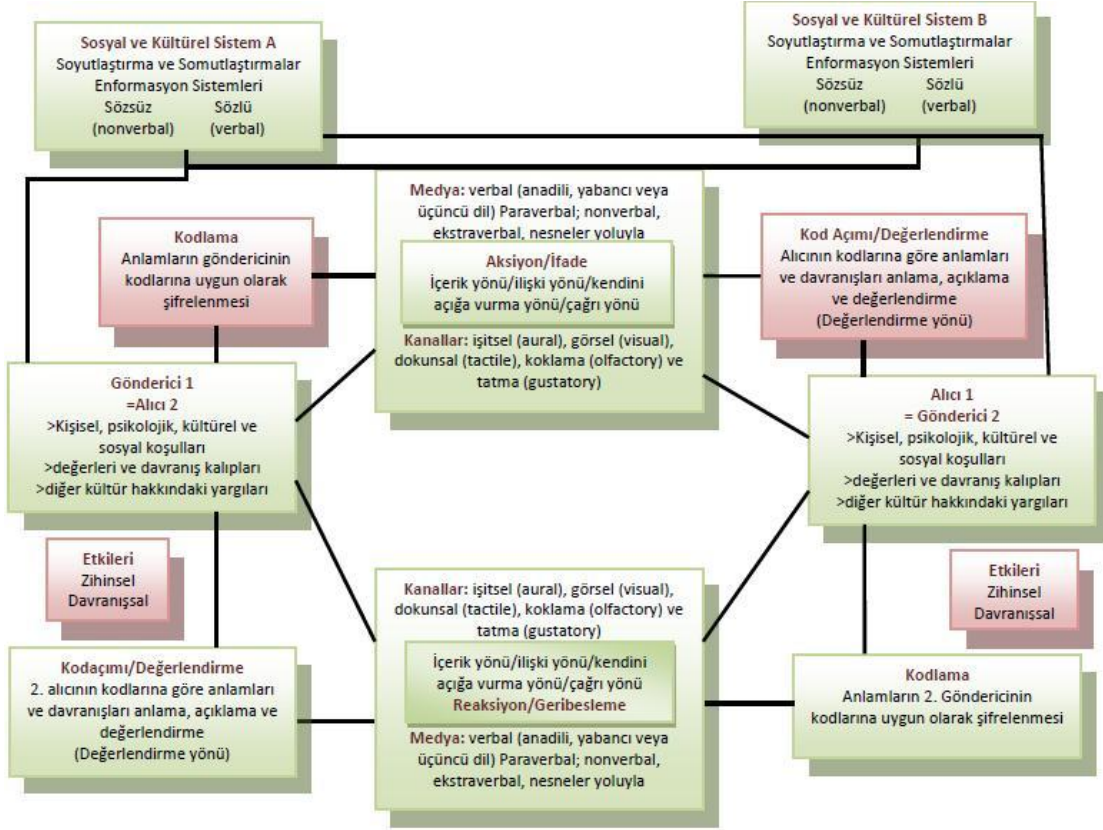 Sosyal ve Kültürel Sistem A
Soyutlaştırma ve Somutlaştırmalar
Enformasyon Sistemleri
Sözsüz Sözlü
(nonverbal) (verbal)
Sosyal ve Kültürel Sistem B
Soyutlaştırma ve Somutlaştırmalar
Enformasyon Sistemleri
Sözsüz Sözlü
(nonverbal) (verbal)
Kodlama
Anlamların göndericinin
kodlarına uygun olarak
şifrelenmesi
Medya: verbal (anadili, yabancı veya
üçüncü dil) Paraverbal; nonverbal,
ekstraverbal, nesneler yoluyla
Aksiyon/İfade
İçerik yönü/ilişki yönü/kendini
açığa vurma yönü/çağrı yönü
Kanallar: işitsel (aural), görsel (visual),
dokunsal (tactile), koklama (olfactory) ve
tatma (gustatory)
Kod Açımı/Değerlendirme
Alıcının kodlarına göre anlamları
ve davranışları anlama, açıklama
ve değerlendirme
(Değerlendirme yönü)
Gönderici 1
=Alıcı 2
>Kişisel, psikolojik, kültürel ve
sosyal koşulları
>değerleri ve davranış kalıpları
>diğer kültür hakkındaki yargıları
Alıcı 1
= Gönderici 2
>Kişisel, psikolojik, kültürel ve
sosyal koşulları
>değerleri ve davranış kalıpları
>diğer kültür hakkındaki yargıları
Etkileri
Zihinsel
Davranışsal
Kanallar: işitsel (aural), görsel (visual),
dokunsal (tactile), koklama (olfactory) ve
tatma (gustatory)
İçerik yönü/ilişki yönü/kendini
açığa vurma yönü/çağrı yönü
Reaksiyon/Geribesleme
Medya: verbal (anadili, yabancı veya
üçüncü dil) Paraverbal; nonverbal,
ekstraverbal, nesneler yoluyla
Etkileri
Zihinsel
Davranışsal
Kodaçımı/Değerlendirme
2. alıcının kodlarına göre anlamları
ve davranışları anlama, açıklama ve
değerlendirme
(Değerlendirme yönü)
Kodlama
Anlamların 2. Göndericinin
kodlarına uygun olarak şifrelenmesi